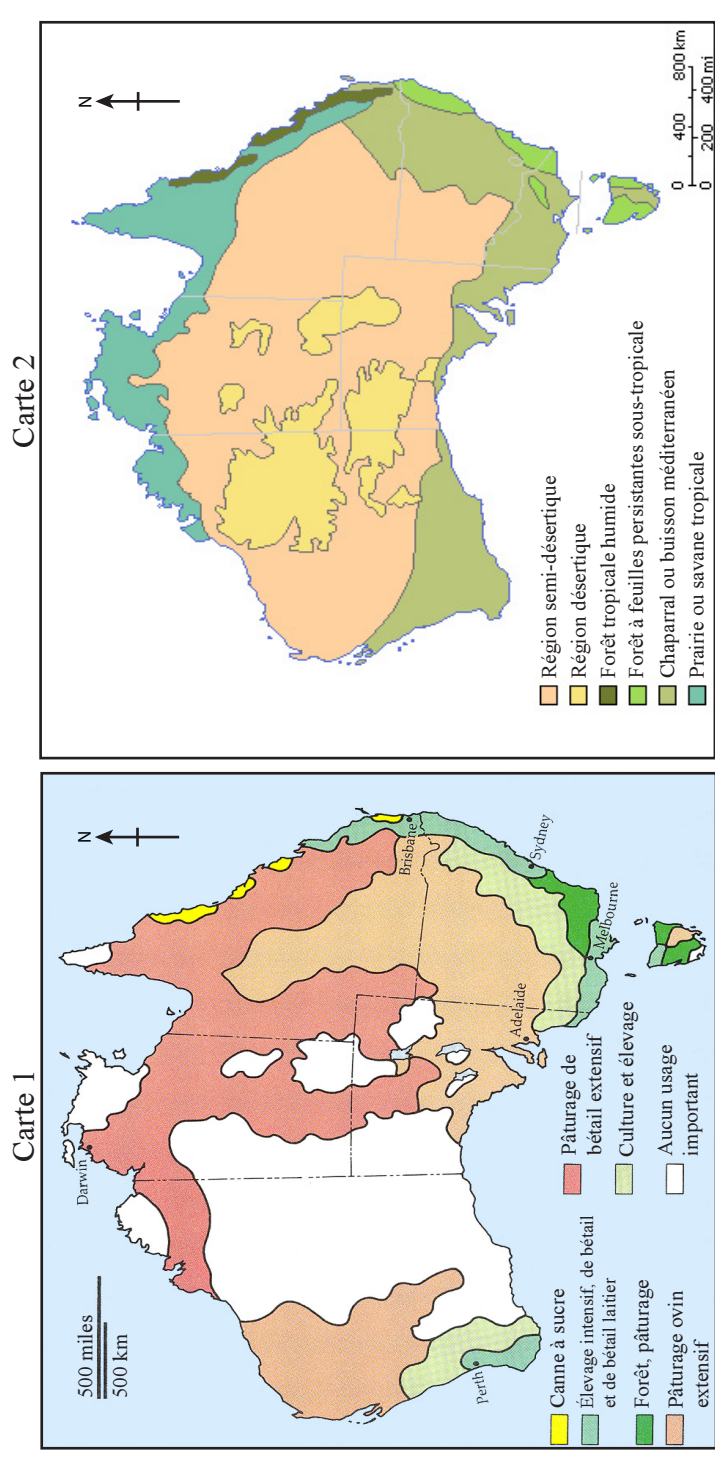 Carte 1
500 miles
500 km
N
Darwin
Brisbane
Sydney
Melbourne
Adelaide
Perth
Canne à sucre
Élevage intensif, de bétail
et de bétail laitier
Forêt, pâturage
Pâturage ovin
extensif
Pâturage de
bétail extensif
Culture et élevage
Aucun usage
important
Carte 2
N
Région semi-désertique
Région désertique
Forêt tropicale humide
Forêt à feuilles persistantes sous-tropicale
Chaparral ou buisson méditerranéen
Prairie ou savane tropicale
0 400 800 km
0 200 400 mi